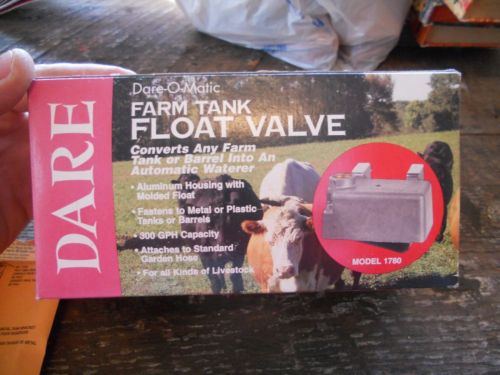 DARE
Dare-O-Matic
FARM TANK
FLOAT VALVE
Converts Any Farm
Tank or Barrel Into An
Automatic Waterer
• Aluminum Housing with
Molded Float
• Fastens to Metal or Plastic
Tanks or Barrels
• 300 GPH Capacity
• Attaches to Standard
Garden Hose
• For all Kinds of Livestock
MODEL 1780